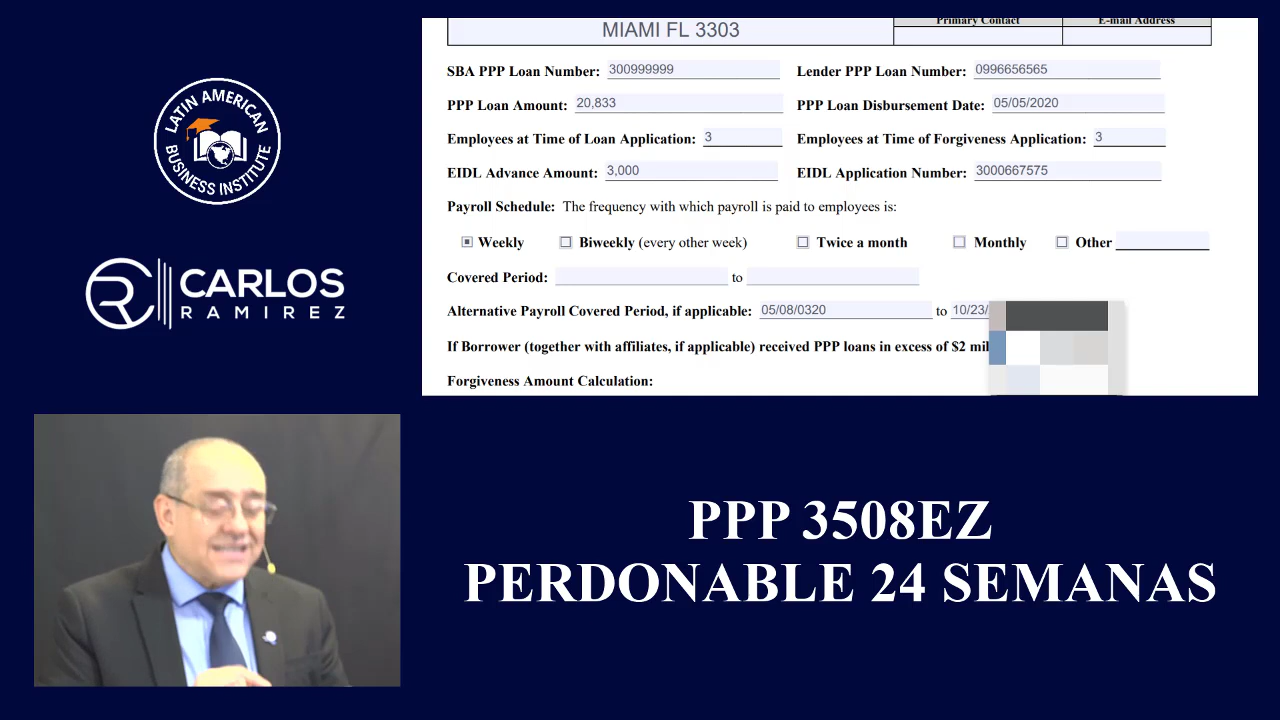 LATIN AMERICAN
BUSINESS INSTITUTE
CARLOS
RAMIREZ
MIAMI FL 3303
Primary Contact
E-mail Address
SBA PPP Loan Number: 300999999
Lender PPP Loan Number: 0996656565
PPP Loan Amount: 20,833
PPP Loan Disbursement Date: 05/05/2020
Employees at Time of Loan Application: 3
Employees at Time of Forgiveness Application: 3
EIDL Advance Amount: 3,000
EIDL Application Number: 3000667575
Payroll Schedule: The frequency with which payroll is paid to employees is:
Weekly Biweekly (every other week) Twice a month Monthly Other
Covered Period: to
Alternative Payroll Covered Period, if applicable: 05/08/0320 to 10/23/
If Borrower (together with affiliates, if applicable) received PPP loans in excess of $2 mil
Forgiveness Amount Calculation:
PPP 3508EZ
PERDONABLE 24 SEMANAS